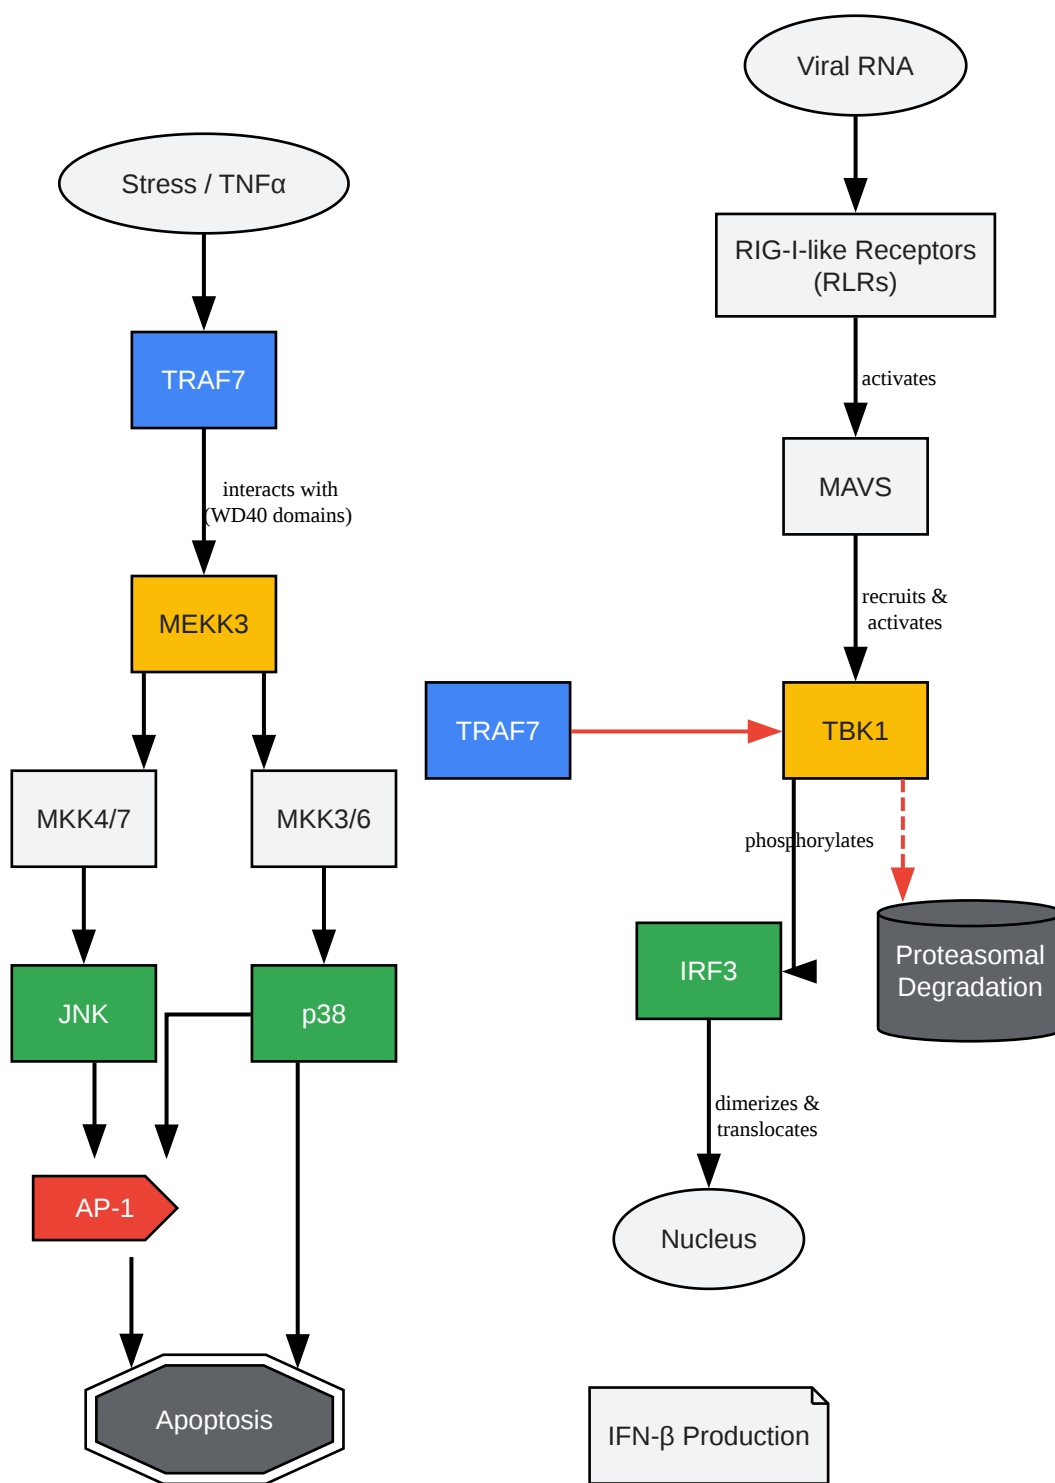 Viral RNA
Stress / TNFα
RIG-I-like Receptors
(RLRs)
TRAF7
activates
MAVS
interacts with
(WD40 domains)
recruits &
activates
MEKK3
TRAF7
TBK1
MKK4/7
MKK3/6
phosphorylates
Proteasomal
Degradation
IRF3
JNK
p38
dimerizes &
translocates
AP-1
Nucleus
Apoptosis
IFN-β Production